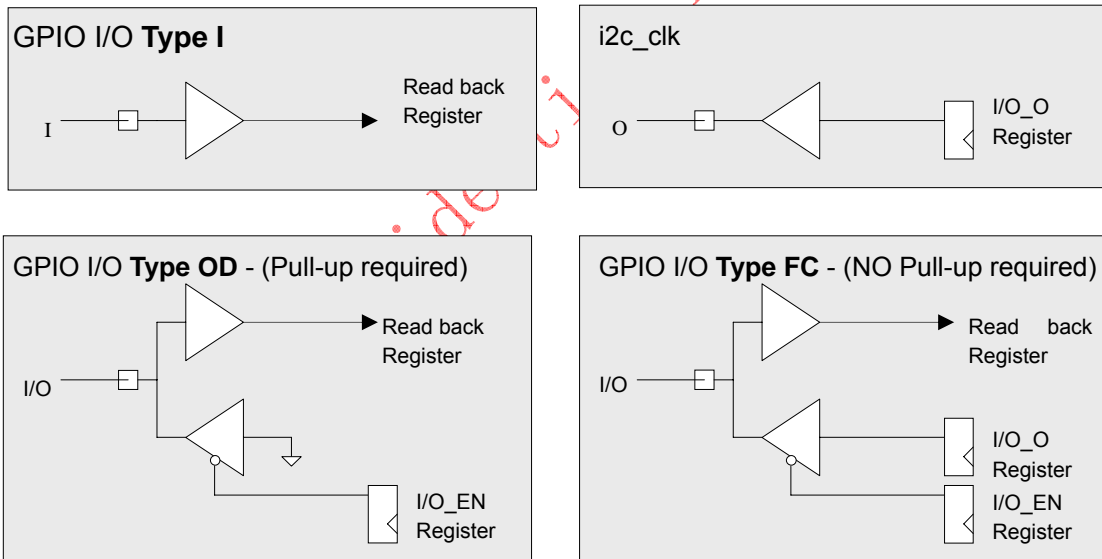 GPIO I/O Type I
I
Read back
Register
i2c_clk
O
I/O_O
Register
GPIO I/O Type OD - (Pull-up required)
Read back
Register
I/O
I/O_EN
Register
GPIO I/O Type FC - (NO Pull-up required)
Read back
Register
I/O
I/O_O
Register
I/O_EN
Register